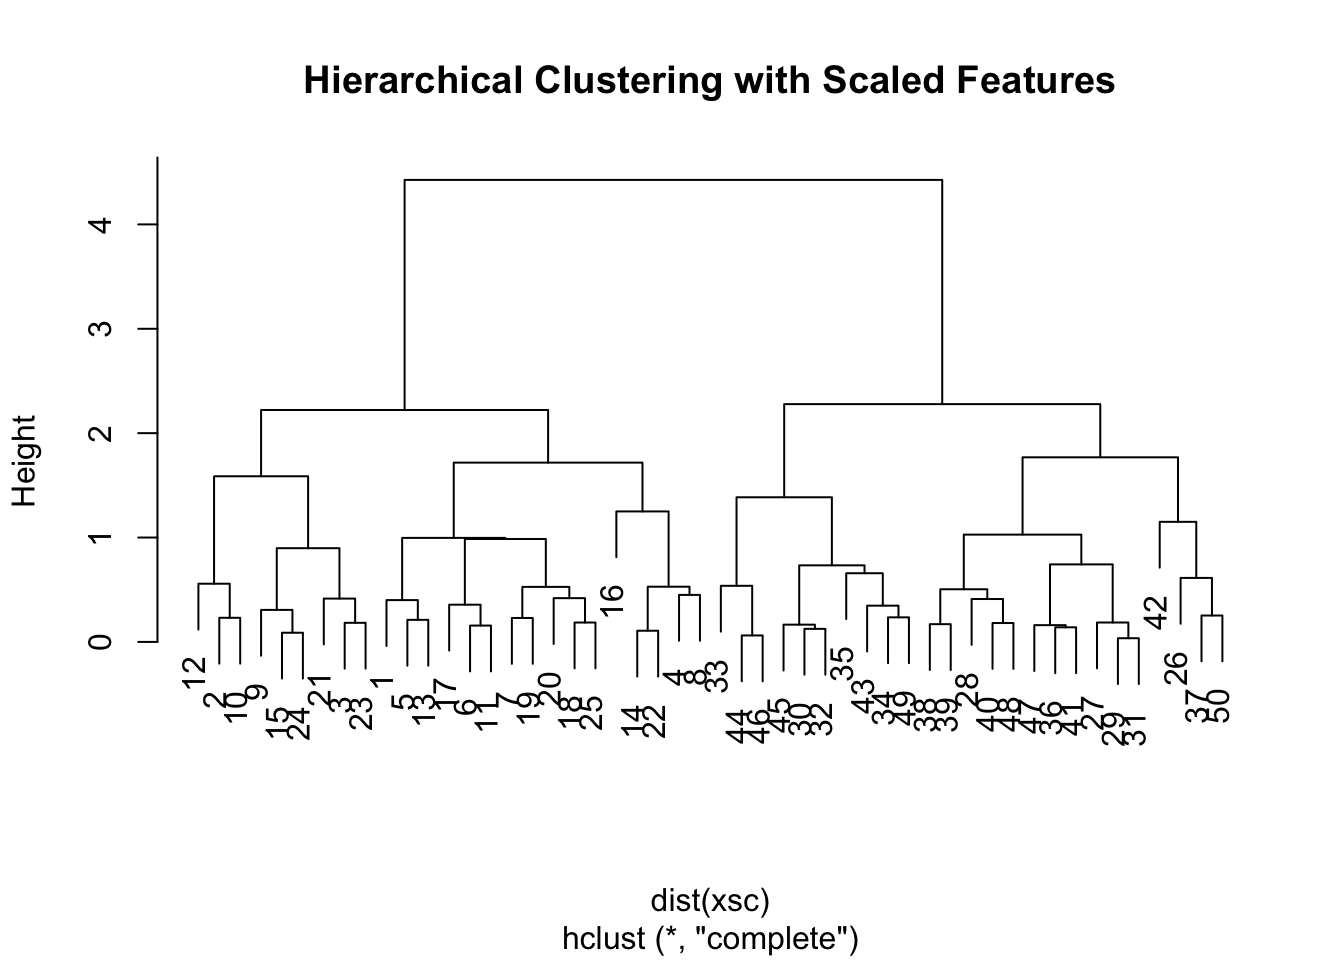 Hierarchical Clustering with Scaled Features
Height
0 1 2 3 4
12 2 10 9 15 24 21 3 23 1 5 13 17 6 11 7 19 20 18 25 16 14 22 4 8 33 44 46 45 30 32 35 43 34 49 38 39 28 40 48 47 36 41 27 29 31 42 26 37 50
dist(xsc)
hclust (*, "complete")